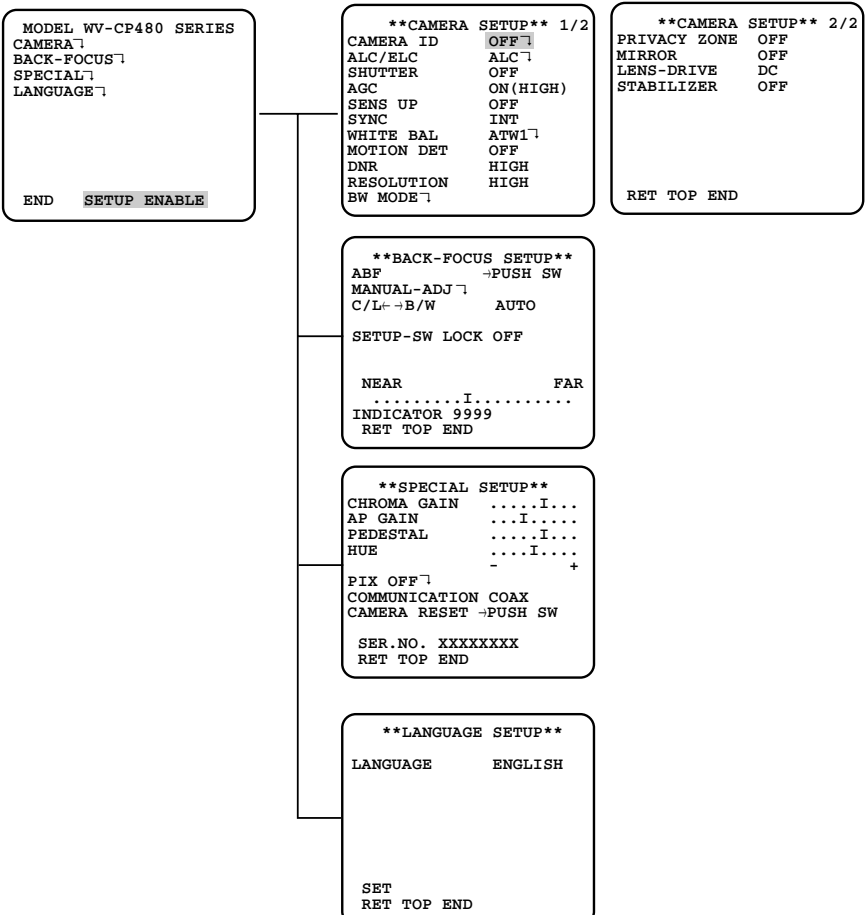 MODEL WV-CP480 SERIES
CAMERA↴
BACK-FOCUS↴
SPECIAL↴
LANGUAGE↴
END SETUP ENABLE
**CAMERA SETUP** 1/2
CAMERA ID OFF↴
ALC/ELC ALC↴
SHUTTER OFF
AGC ON(HIGH)
SENS UP OFF
SYNC INT
WHITE BAL ATW1↴
MOTION DET OFF
DNR HIGH
RESOLUTION HIGH
BW MODE↴
**CAMERA SETUP** 2/2
PRIVACY ZONE OFF
MIRROR OFF
LENS-DRIVE DC
STABILIZER OFF
RET TOP END
**BACK-FOCUS SETUP**
ABF →PUSH SW
MANUAL-ADJ↴
C/L←→B/W AUTO
SETUP-SW LOCK OFF
NEAR FAR
.........I..........
INDICATOR 9999
RET TOP END
**SPECIAL SETUP**
CHROMA GAIN .....I...
AP GAIN ...I.....
PEDESTAL .....I...
HUE ....I....
- +
PIX OFF↴
COMMUNICATION COAX
CAMERA RESET →PUSH SW
SER.NO. XXXXXXXX
RET TOP END
**LANGUAGE SETUP**
LANGUAGE ENGLISH
SET
RET TOP END